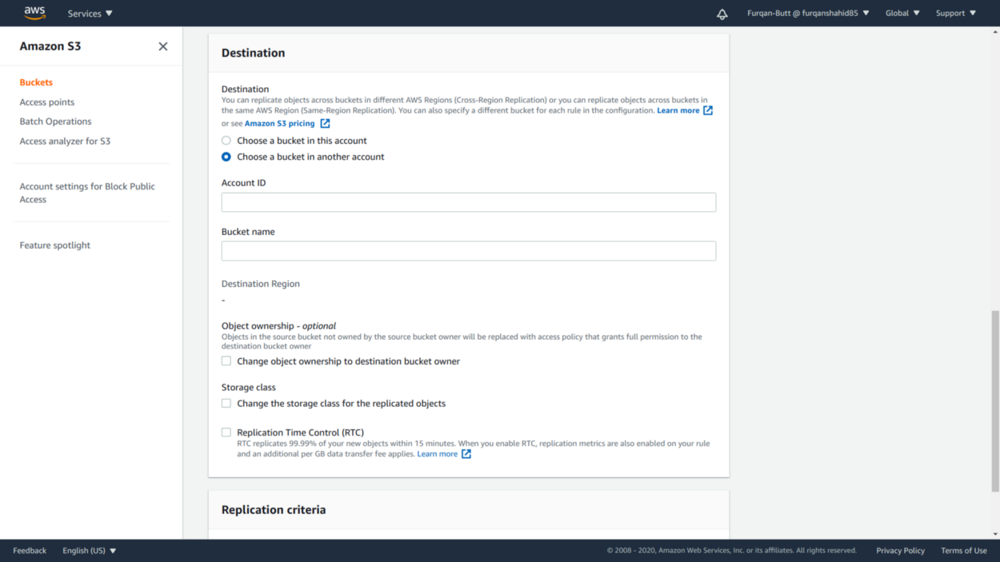 aws
Services
Furqan-Butt @ furqanshahid85
Global
Support
Amazon S3
Buckets
Access points
Batch Operations
Access analyzer for S3
Account settings for Block Public
Access
Feature spotlight
Destination
Destination
You can replicate objects across buckets in different AWS Regions (Cross-Region Replication) or you can replicate objects across buckets in
the same AWS Region (Same-Region Replication). You can also specify a different bucket for each rule in the configuration. Learn more
or see Amazon S3 pricing
Choose a bucket in this account
Choose a bucket in another account
Account ID
Bucket name
Destination Region
-
Object ownership - optional
Objects in the source bucket not owned by the source bucket owner will be replaced with access policy that grants full permission to the
destination bucket owner
Change object ownership to destination bucket owner
Storage class
Change the storage class for the replicated objects
Replication Time Control (RTC)
RTC replicates 99.99% of your new objects within 15 minutes. When you enable RTC, replication metrics are also enabled on your rule
and an additional per GB data transfer fee applies. Learn more
Replication criteria
Feedback
English (US)
© 2008 - 2020, Amazon Web Services, Inc. or its affiliates. All rights reserved.
Privacy Policy
Terms of Use